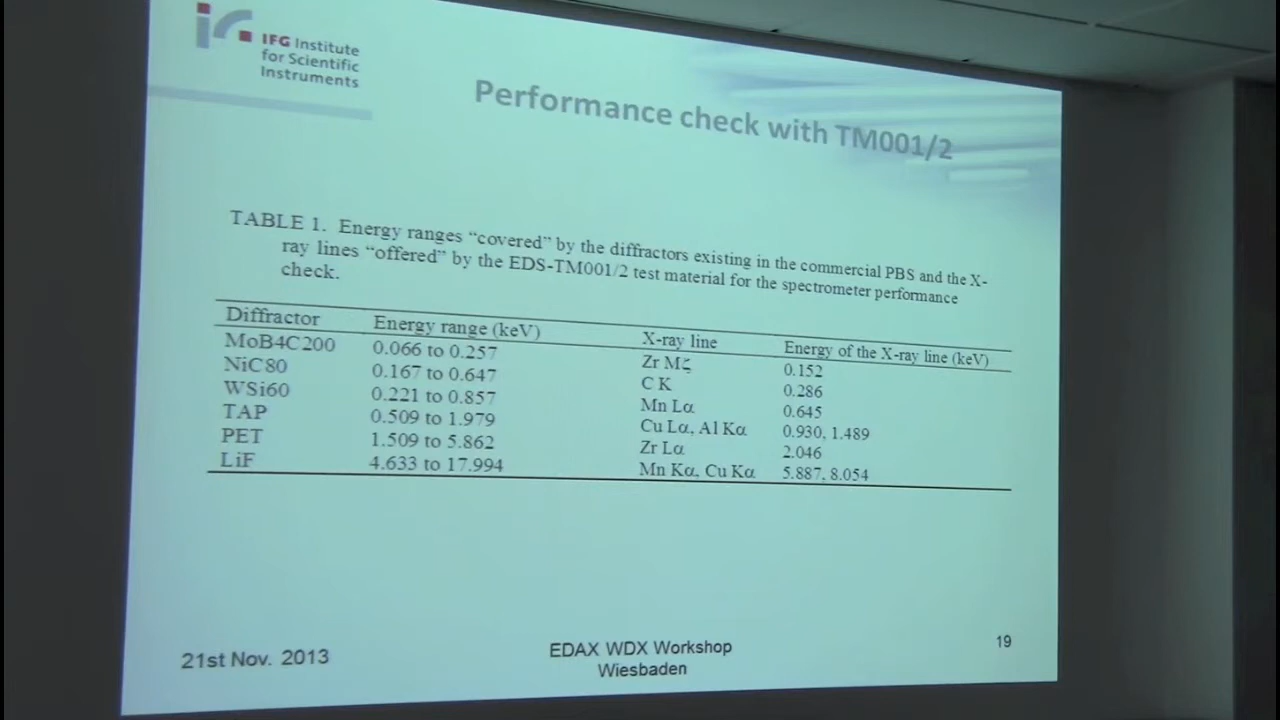 IFG Institute
for Scientific
Instruments
Performance check with TM001/2
TABLE 1. Energy ranges “covered” by the diffractors existing in the commercial PBS and the X-
ray lines “offered” by the EDS-TM001/2 test material for the spectrometer performance
check.
Diffractor Energy range (keV) X-ray line Energy of the X-ray line (keV)
MoB4C200 0.066 to 0.257 Zr Mζ 0.152
NiC80 0.167 to 0.647 C K 0.286
WSi60 0.221 to 0.857 Mn Lα 0.645
TAP 0.509 to 1.979 Cu Lα, Al Kα 0.930, 1.489
PET 1.509 to 5.862 Zr Lα 2.046
LiF 4.633 to 17.994 Mn Kα, Cu Kα 5.887, 8.054
21st Nov. 2013
EDAX WDX Workshop
Wiesbaden
19